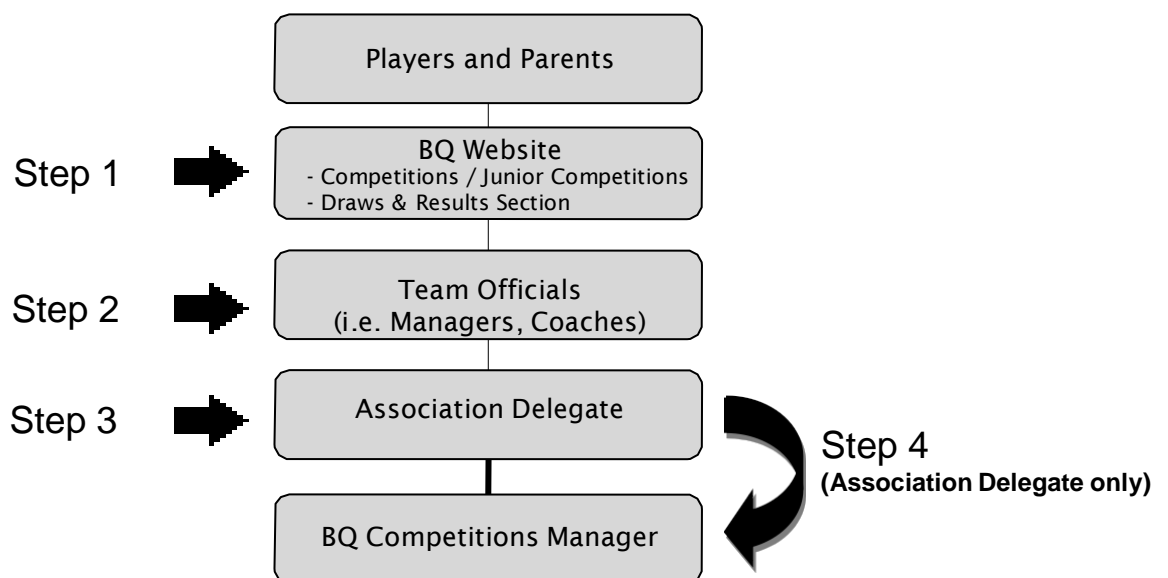 Players and Parents
Step 1
BQ Website
- Competitions / Junior Competitions
- Draws & Results Section
Step 2
Team Officials
(i.e. Managers, Coaches)
Step 3
Association Delegate
Step 4
(Association Delegate only)
BQ Competitions Manager